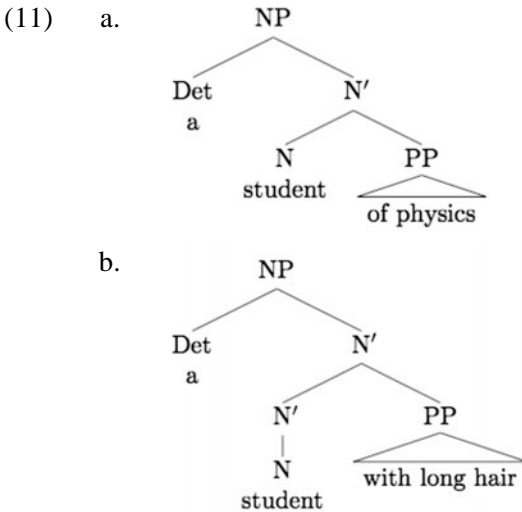 (11) a. NP
Det N′
a
N PP
student
of physics
b. NP
Det N′
a
N′ PP
N with long hair
student